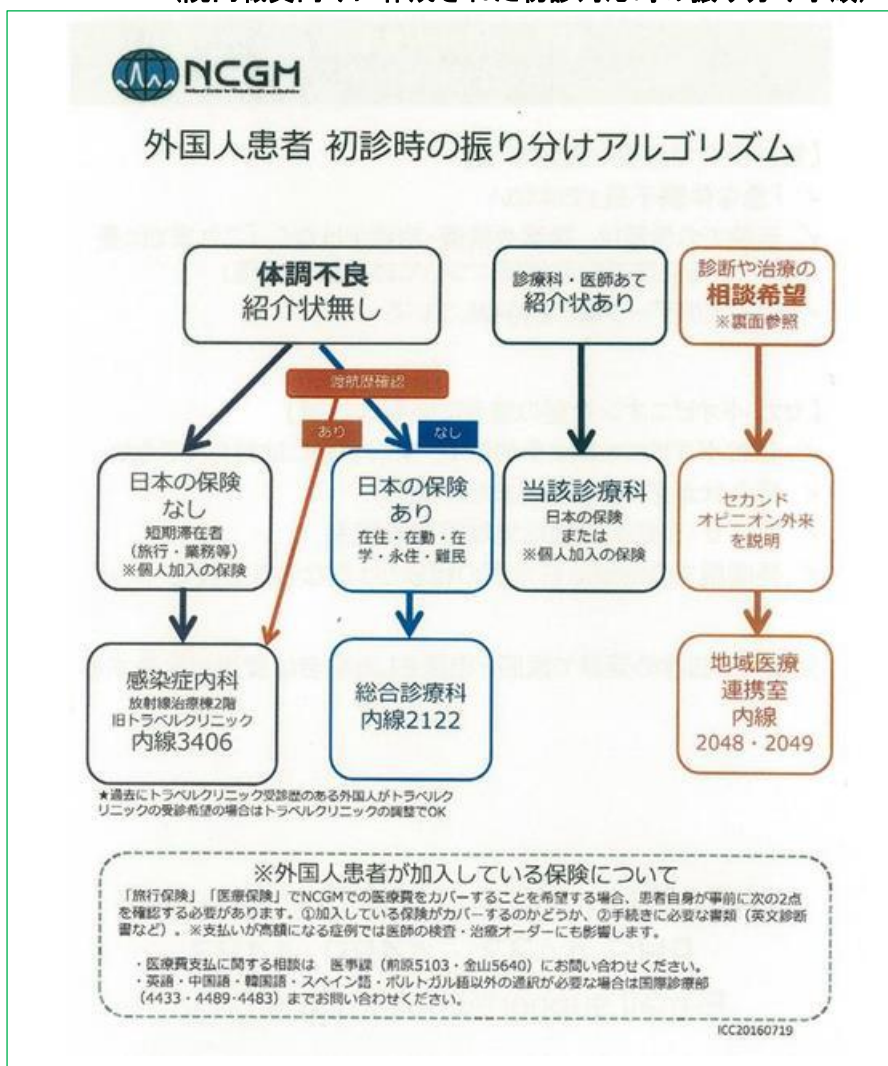 NCGM
National Center for Global Health and Medicine
外国人患者 初診時の振り分けアルゴリズム
体調不良
紹介状無し
診療科・医師あて
紹介状あり
診断や治療の
相談希望
※裏面参照
渡航歴確認
あり
なし
日本の保険
なし
短期滞在者
(旅行・業務等)
※個人加入の保険
日本の保険
あり
在住・在勤・在
学・永住・難民
当該診療科
日本の保険
または
※個人加入の保険
セカンド
オピニオン外来
を説明
感染症内科
放射線治療棟2階
旧トラベルクリニック
内線3406
総合診療科
内線2122
地域医療
連携室
内線
2048・2049
★過去にトラベルクリニック受診歴のある外国人がトラベルク
リニックの受診希望の場合はトラベルクリニックの調整でOK
※外国人患者が加入している保険について
「旅行保険」「医療保険」でNCGMでの医療費をカバーすることを希望する場合、患者自身が事前に次の2点
を確認する必要があります。①加入している保険がカバーするのかどうか、②手続きに必要な書類(英文診断
書など)。※支払いが高額になる症例では医師の検査・治療オーダーにも影響します。
・医療費支払に関する相談は 医事課(前原5103・金山5640)にお問い合わせください。
・英語・中国語・韓国語・スペイン語・ポルトガル語以外の通訳が必要な場合は国際診療部
(4433・4489・4483)までお問い合わせください。
ICC20160719